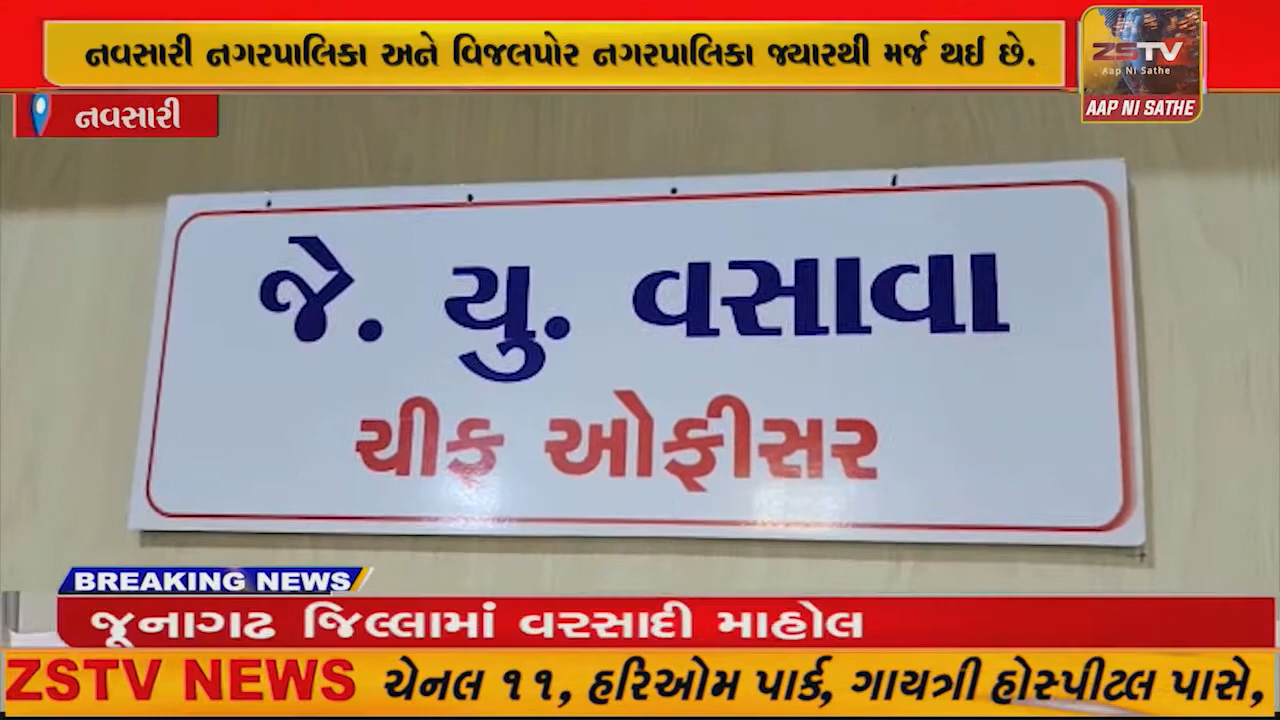 નવસારી નગરપાલિકા અને વિજલપોર નગરપાલિકા જ્યારથી મર્જ થઈ છે.
ZSTV
Aap Ni Sathe
AAP NI SATHE
નવસારી
જે. યુ. વસાવા
ચીફ ઓફીસર
BREAKING NEWS
જૂનાગઢ જિલ્લામાં વરસાદી માહોલ
ZSTV NEWS ચેનલ ૧૧, હરિઓમ પાર્ક, ગાયત્રી હોસ્પીટલ પાસે,